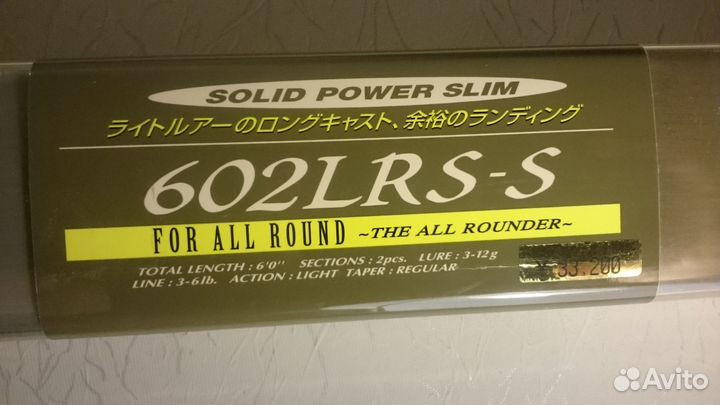 SOLID POWER SLIM
ライトルアーのロングキャスト、余裕のランディング
602LRS-S
FOR ALL ROUND ~THE ALL ROUNDER~
TOTAL LENGTH : 6'0" SECTIONS : 2pcs. LURE : 3-12g
LINE : 3-6lb. ACTION : LIGHT TAPER : REGULAR
33.200
Avito